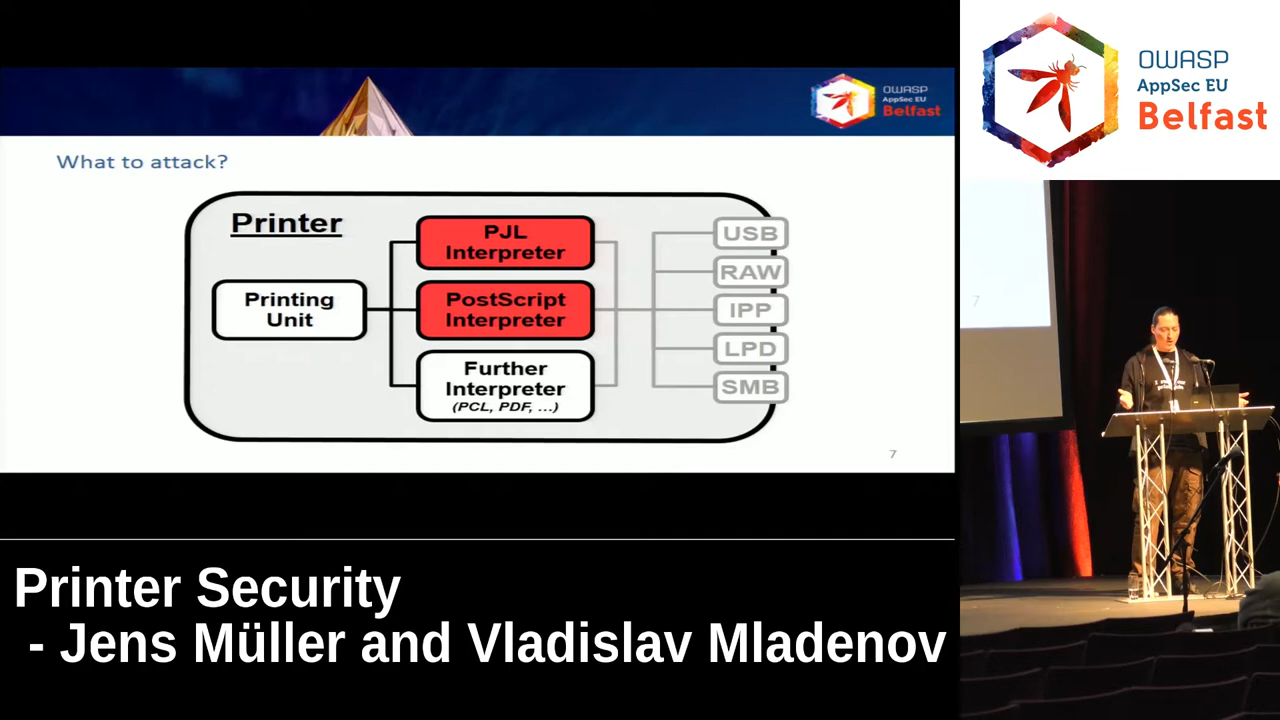 OWASP
AppSec EU
Belfast
What to attack?
Printer
Printing
Unit
PJL
Interpreter
PostScript
Interpreter
Further
Interpreter
(PCL, PDF, ...)
USB
RAW
IPP
LPD
SMB
7
OWASP
AppSec EU
Belfast
7
Printer Security
- Jens Müller and Vladislav Mladenov